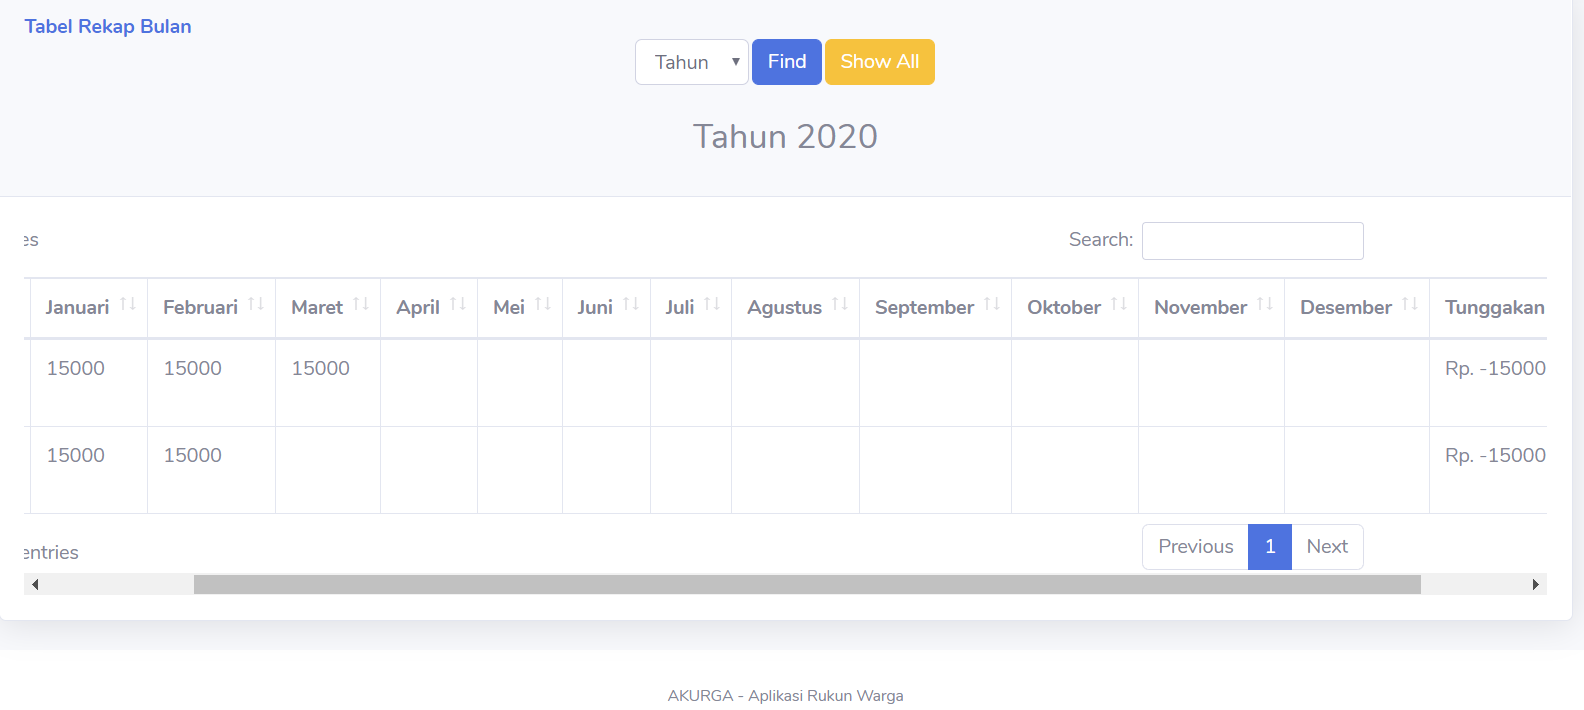 Tabel Rekap Bulan
Tahun Find Show All
Tahun 2020
es Search:
Januari Februari Maret April Mei Juni Juli Agustus September Oktober November Desember Tunggakan
15000 15000 15000 Rp. -15000
15000 15000 Rp. -15000
entries Previous 1 Next
AKURGA - Aplikasi Rukun Warga